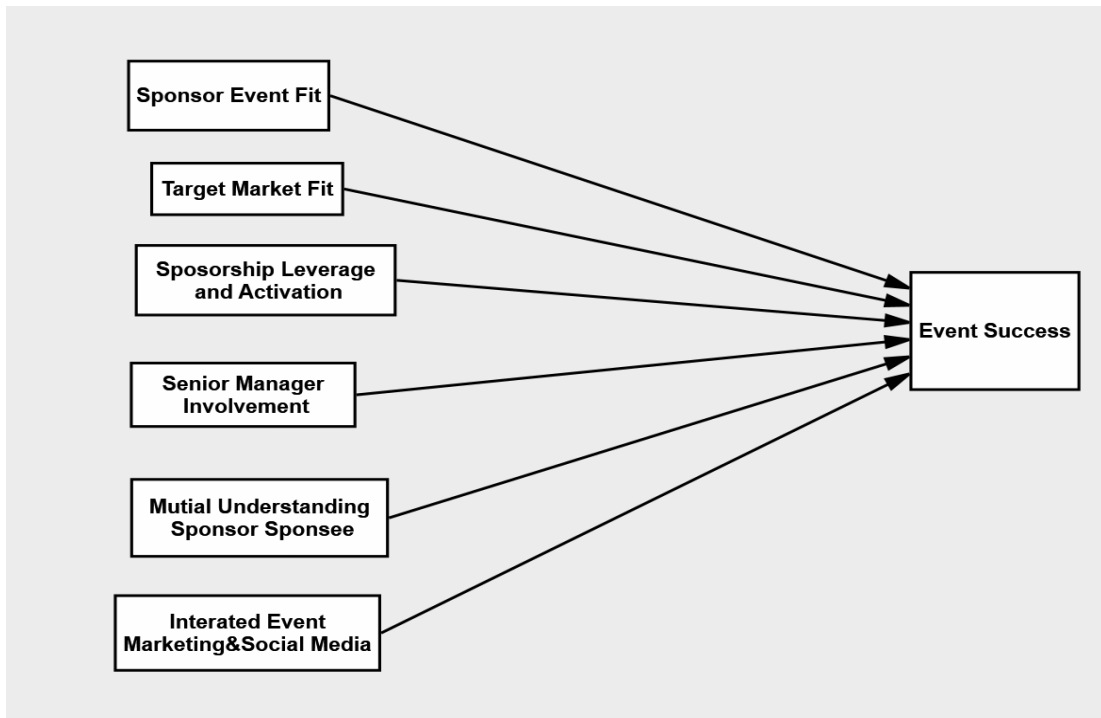 Sponsor Event Fit
Target Market Fit
Sposorship Leverage
and Activation
Senior Manager
Involvement
Mutial Understanding
Sponsor Sponsee
Interated Event
Marketing&Social Media
Event Success